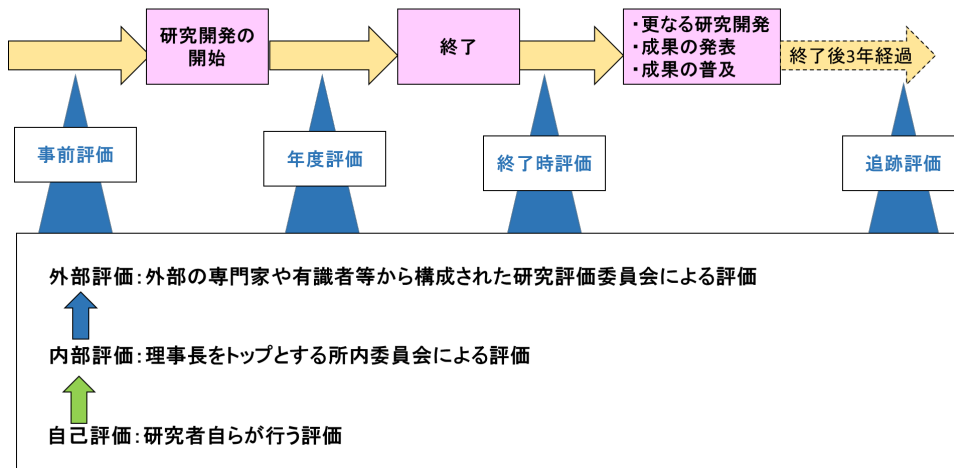 研究開発の
開始
終了
・更なる研究開発
・成果の発表
・成果の普及
終了後3年経過
事前評価
年度評価
終了時評価
追跡評価
外部評価：外部の専門家や有識者等から構成された研究評価委員会による評価
内部評価：理事長をトップとする所内委員会による評価
自己評価：研究者自らが行う評価